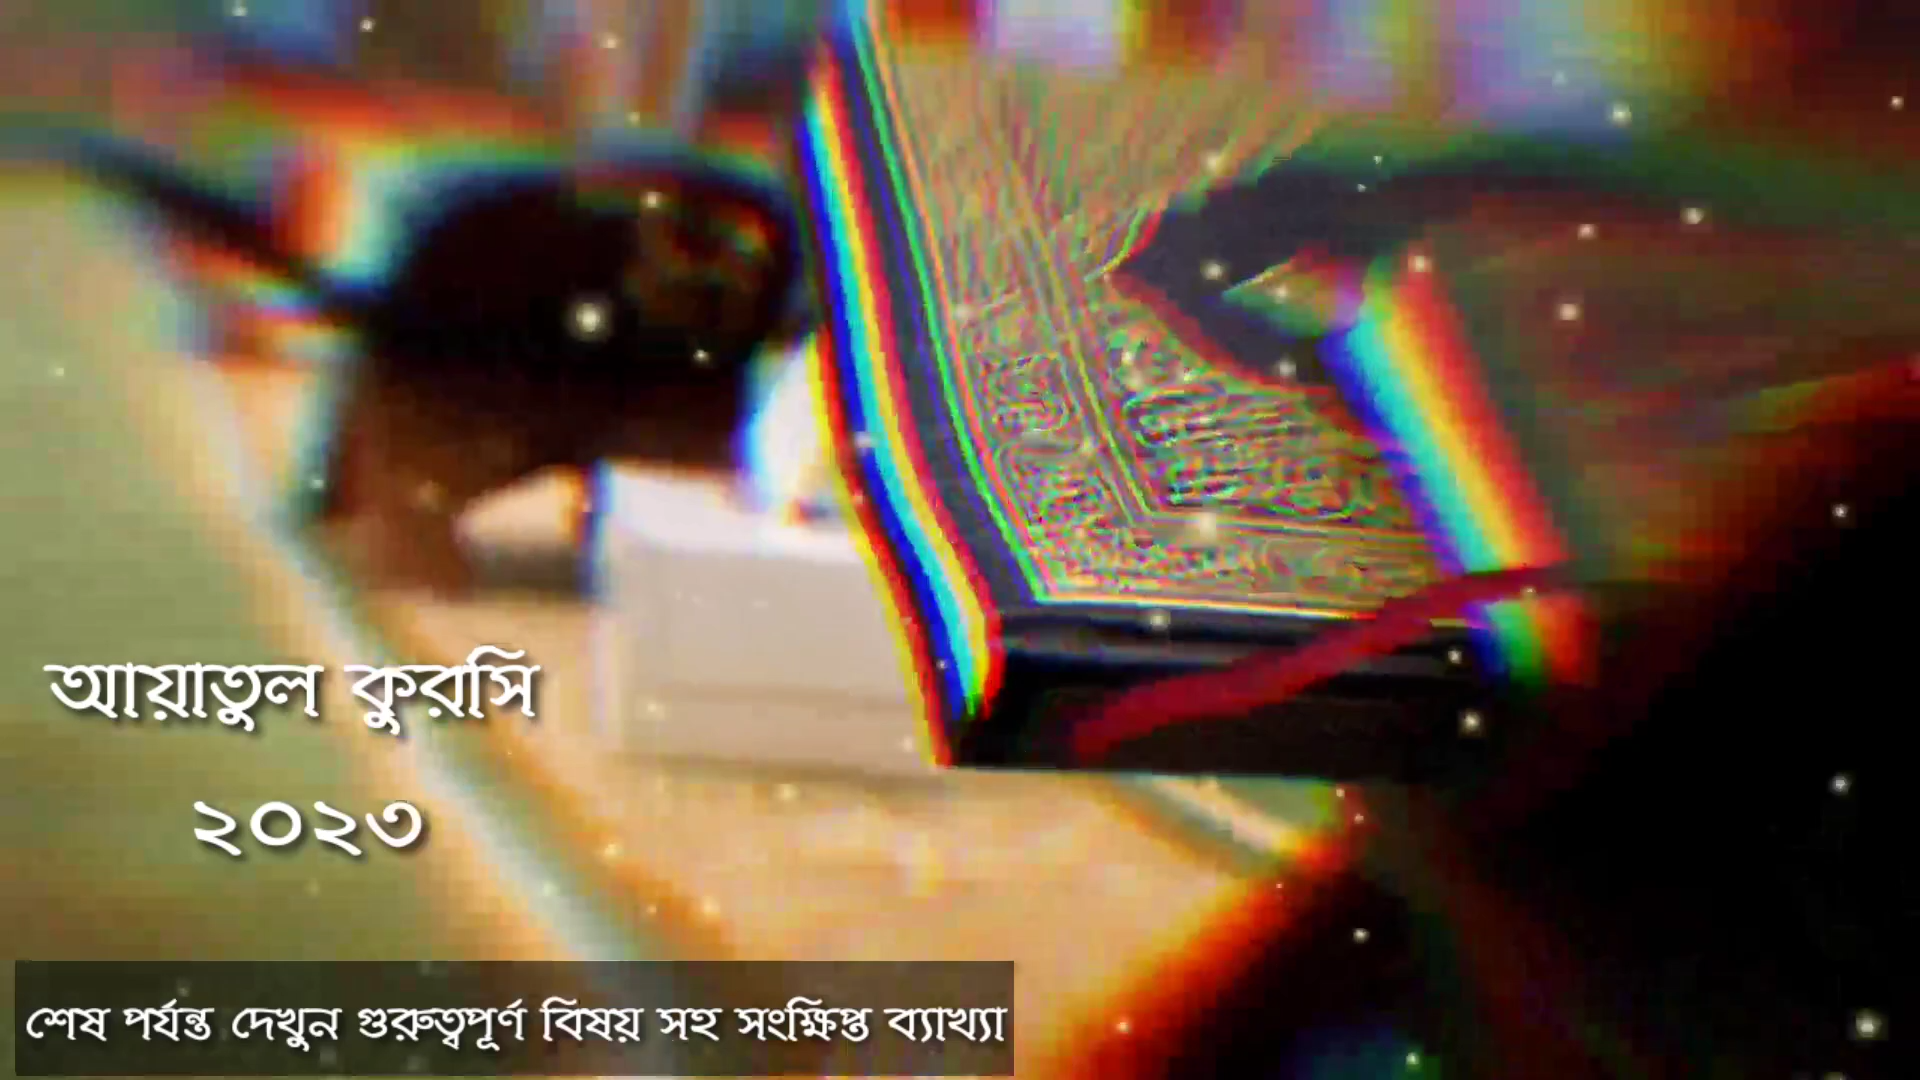 আয়াতুল কুরসি
২০২৩
শেষ পর্যন্ত দেখুন গুরুত্বপূর্ণ বিষয় সহ সংক্ষিপ্ত ব্যাখ্যা